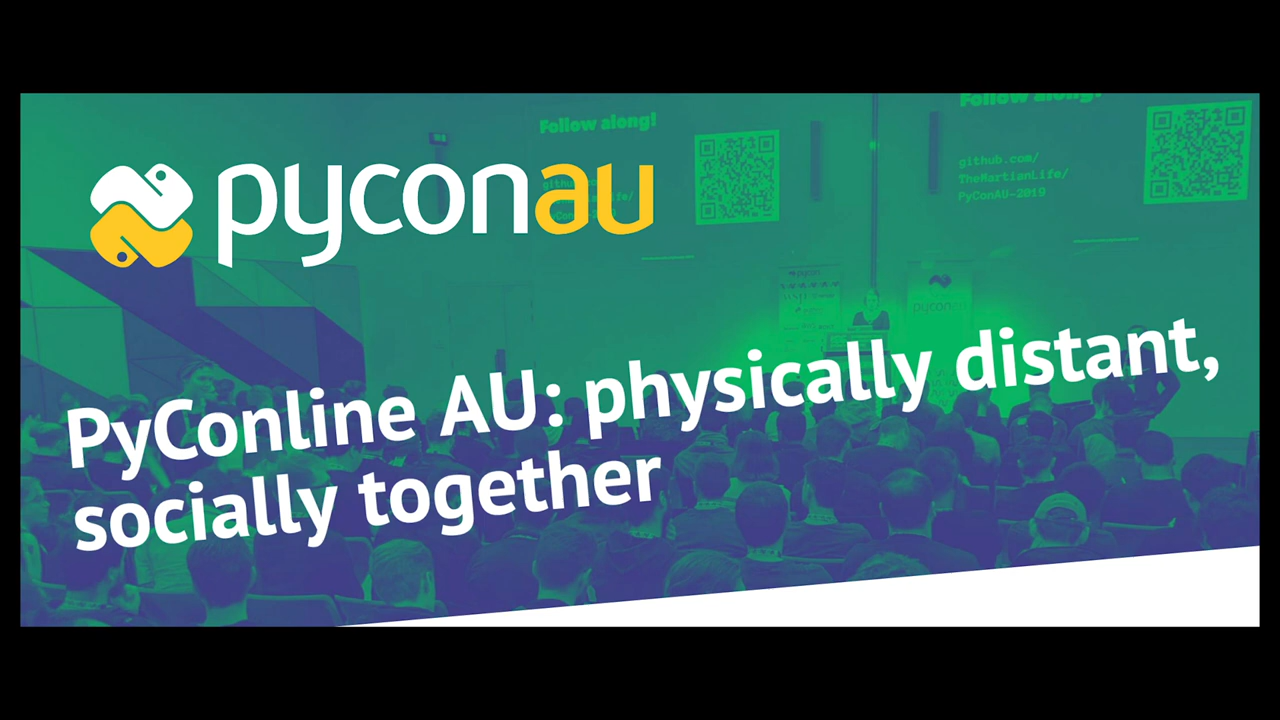 Follow along!
Follow along!
github.com/
TheMartianLife/
PyConAU-2019
pyconau
pyconau
PyConline AU: physically distant,
socially together